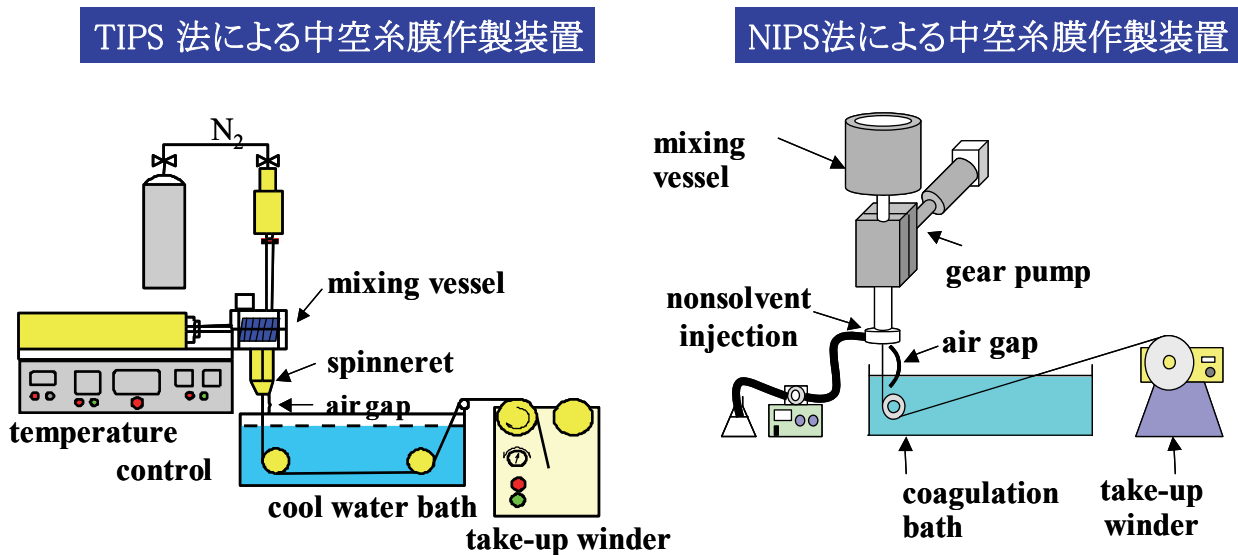 TIPS 法による中空糸膜作製装置
N₂
mixing vessel
spinneret
air gap
temperature
control
cool water bath
take-up winder
NIPS法による中空糸膜作製装置
mixing
vessel
gear pump
nonsolvent
injection
air gap
coagulation
bath
take-up
winder